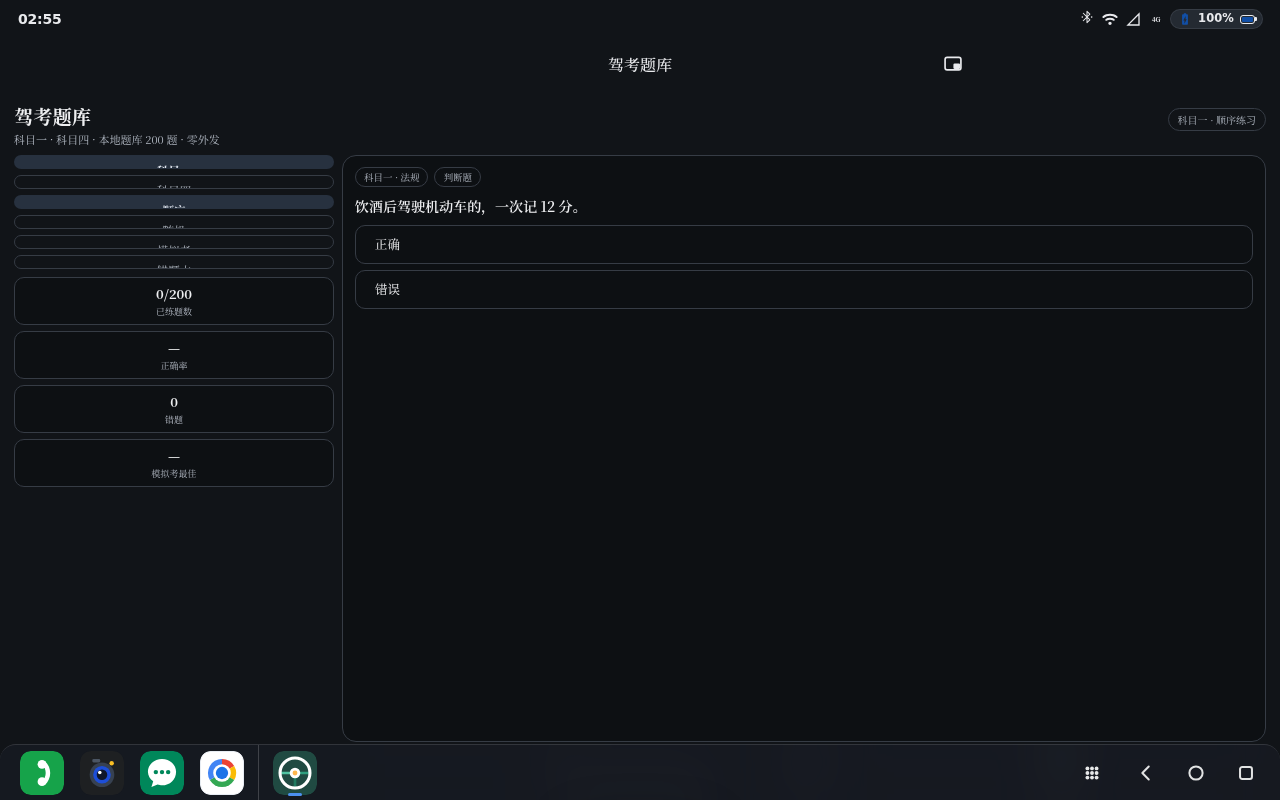 02:55
4G
100%
驾考题库
驾考题库
科目一 · 科目四 · 本地题库 200 题 · 零外发
科目一 · 顺序练习
0/200
已练题数
—
正确率
0
错题
—
模拟考最佳
科目一 · 法规
判断题
饮酒后驾驶机动车的，一次记 12 分。
正确
错误